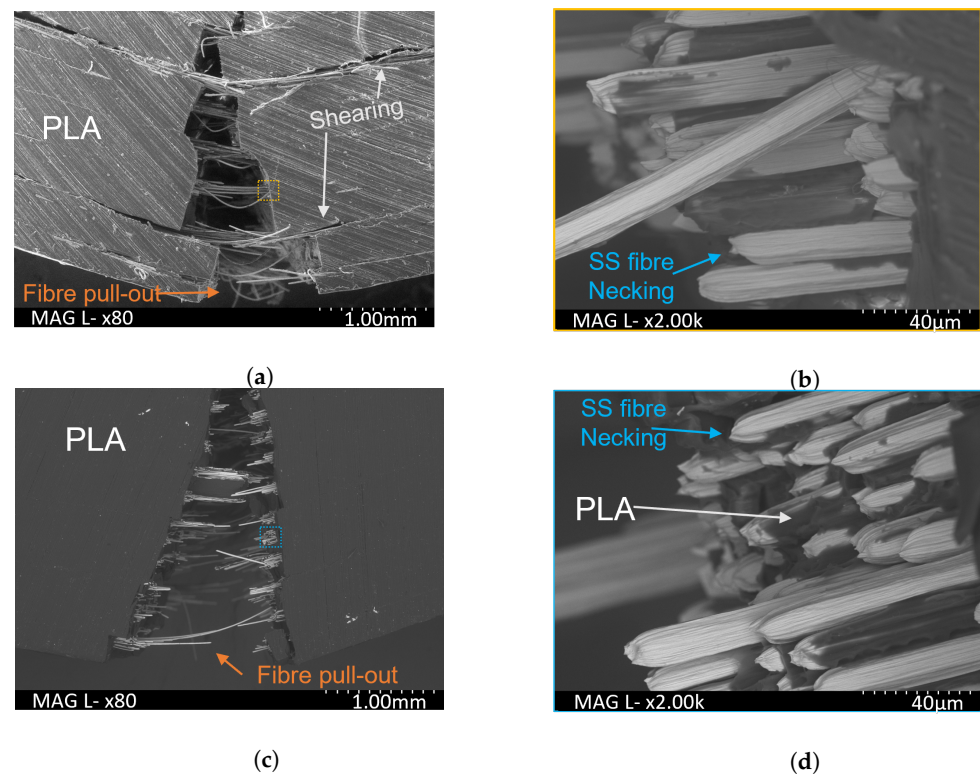 PLA
Shearing
Fibre pull-out
MAG L- x80
1.00mm
(a)
SS fibre
Necking
MAG L- x2.00k
40μm
(b)
PLA
Fibre pull-out
MAG L- x80
1.00mm
(c)
SS fibre
Necking
PLA
MAG L- x2.00k
40μm
(d)